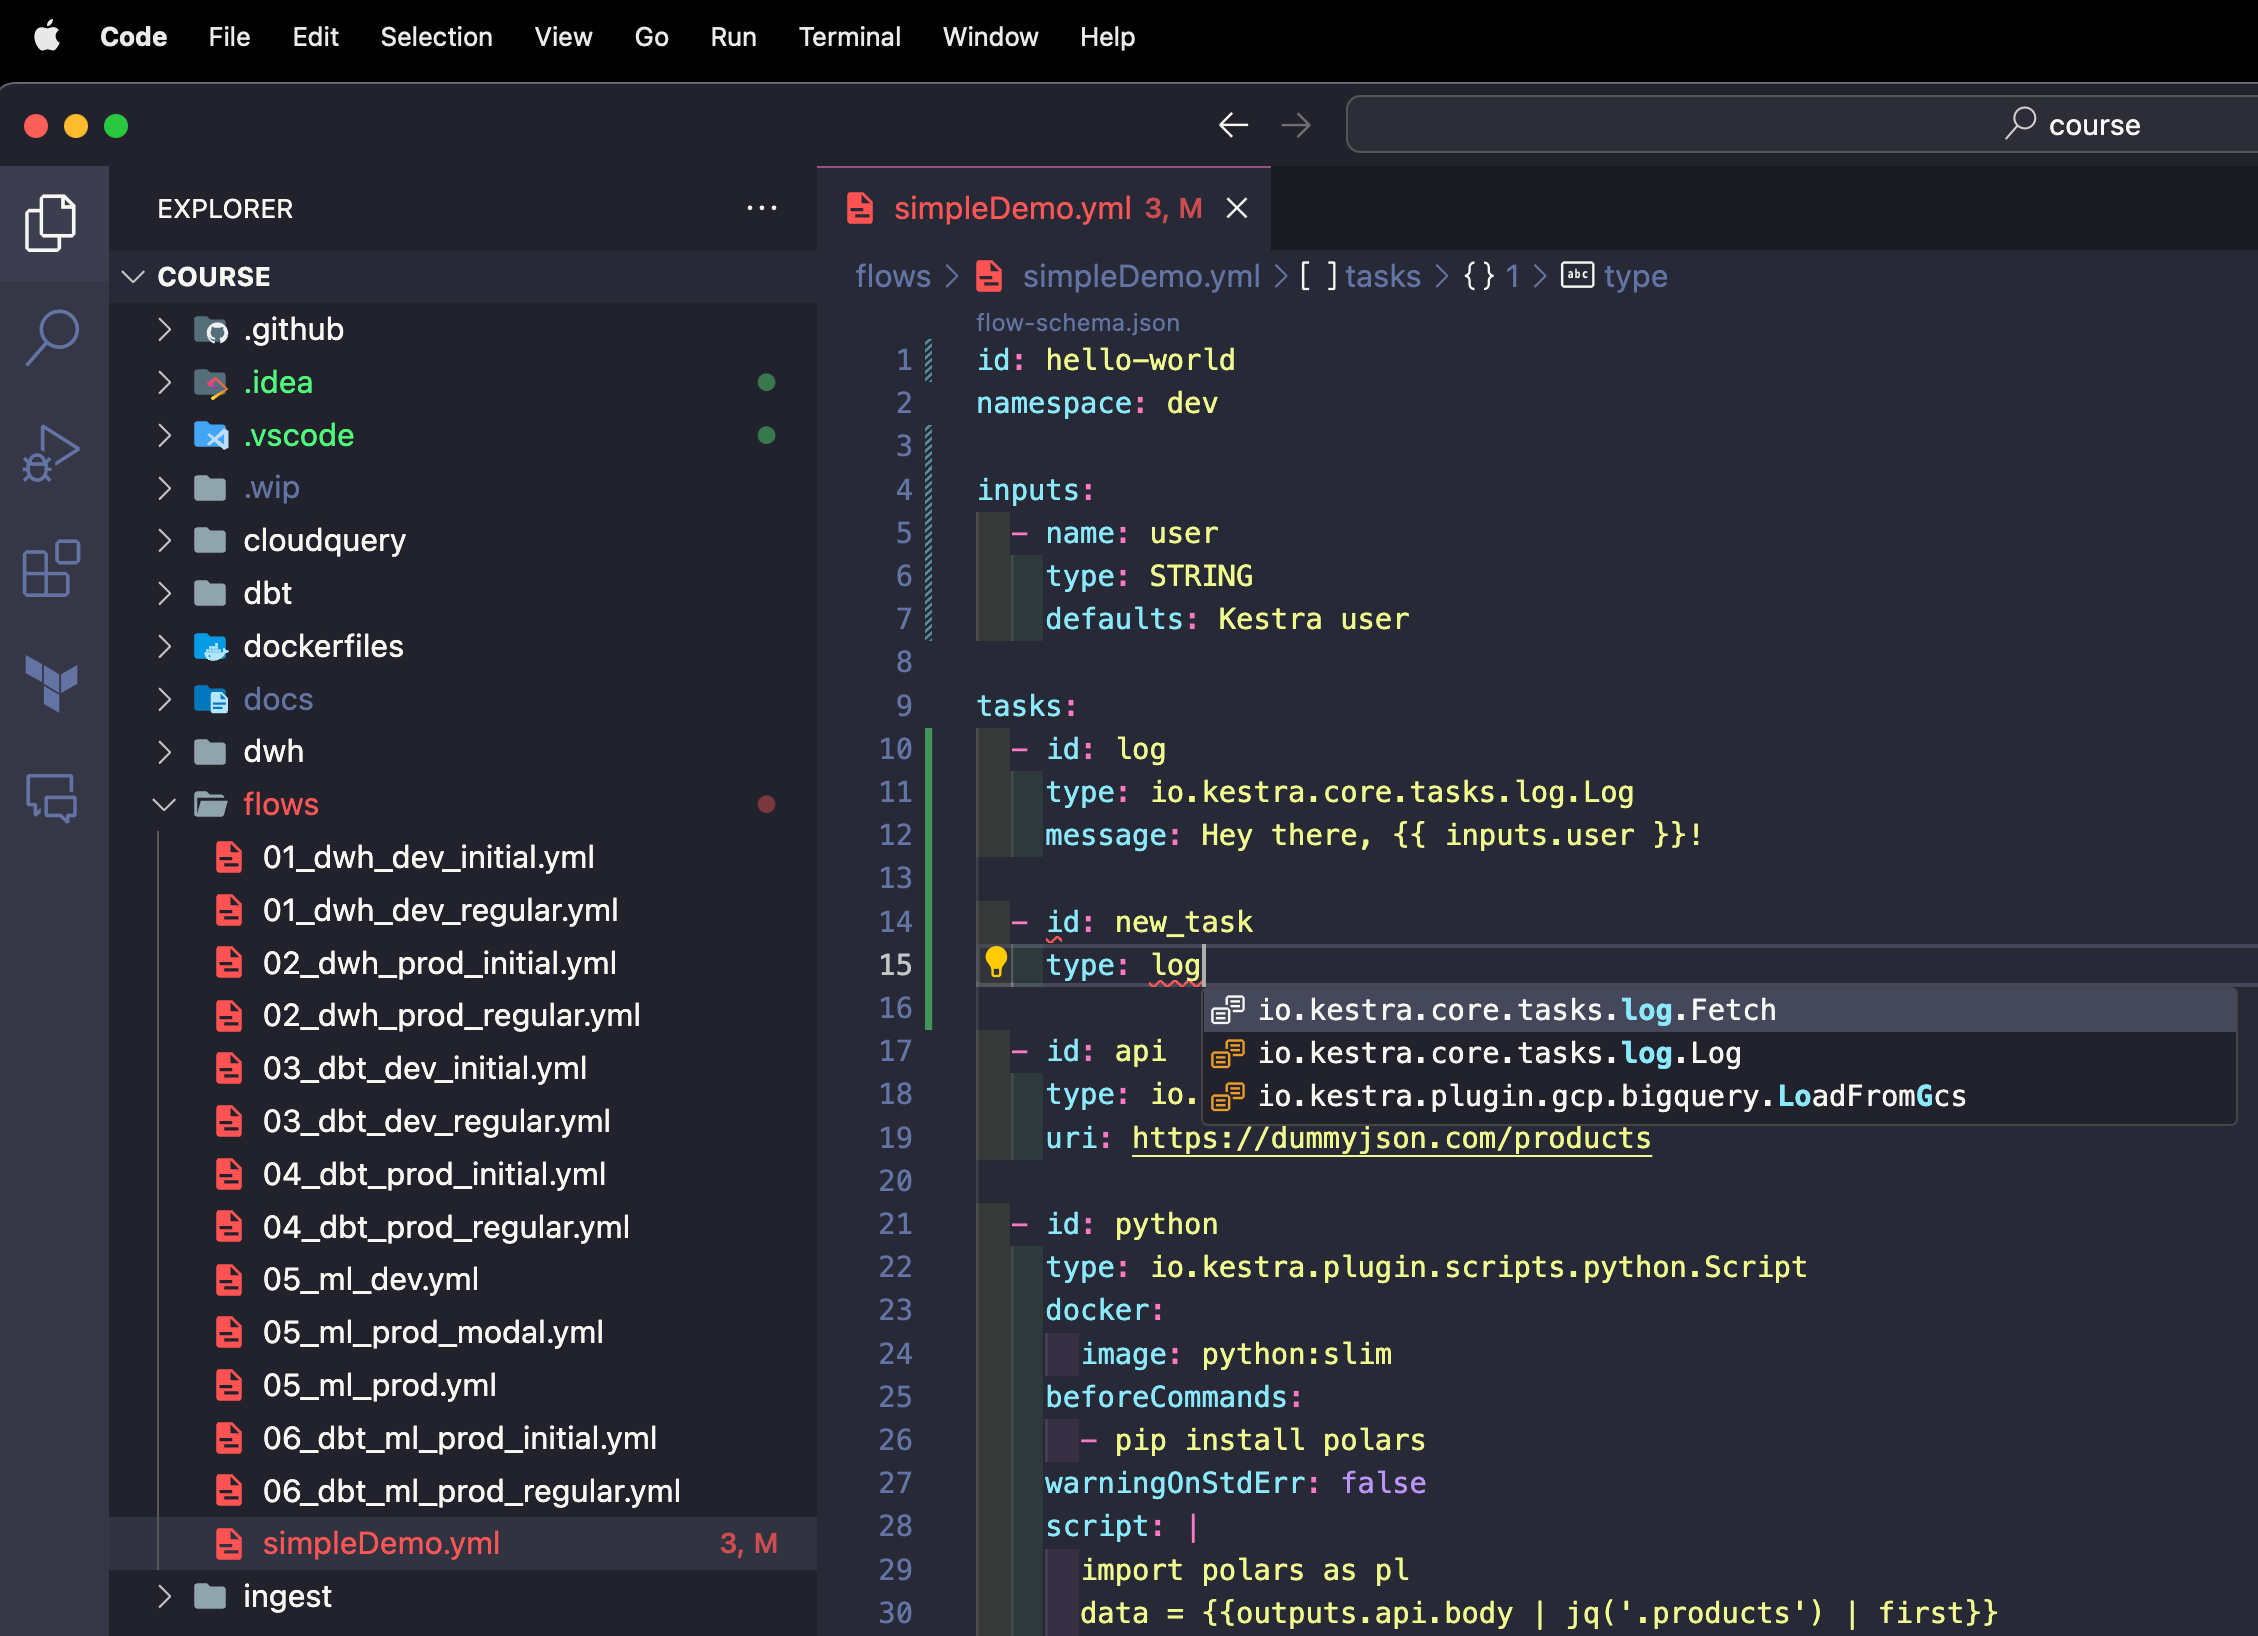 Code File Edit Selection View Go Run Terminal Window Help
course
EXPLORER
COURSE
.github
.idea
.vscode
.wip
cloudquery
dbt
dockerfiles
docs
dwh
flows
01_dwh_dev_initial.yml
01_dwh_dev_regular.yml
02_dwh_prod_initial.yml
02_dwh_prod_regular.yml
03_dbt_dev_initial.yml
03_dbt_dev_regular.yml
04_dbt_prod_initial.yml
04_dbt_prod_regular.yml
05_ml_dev.yml
05_ml_prod_modal.yml
05_ml_prod.yml
06_dbt_ml_prod_initial.yml
06_dbt_ml_prod_regular.yml
simpleDemo.yml 3, M
ingest
simpleDemo.yml 3, M
flows > simpleDemo.yml > [ ] tasks > {} 1 > abc type
flow-schema.json
1 id: hello-world
2 namespace: dev
3
4 inputs:
5 - name: user
6 type: STRING
7 defaults: Kestra user
8
9 tasks:
10 - id: log
11 type: io.kestra.core.tasks.log.Log
12 message: Hey there, {{ inputs.user }}!
13
14 - id: new_task
15 type: log
16
io.kestra.core.tasks.log.Fetch
io.kestra.core.tasks.log.Log
io.kestra.plugin.gcp.bigquery.LoadFromGcs
17 - id: api
18 type: io.
19 uri: https://dummyjson.com/products
20
21 - id: python
22 type: io.kestra.plugin.scripts.python.Script
23 docker:
24 image: python:slim
25 beforeCommands:
26 - pip install polars
27 warningOnStdErr: false
28 script: |
29 import polars as pl
30 data = {{outputs.api.body | jq('.products') | first}}